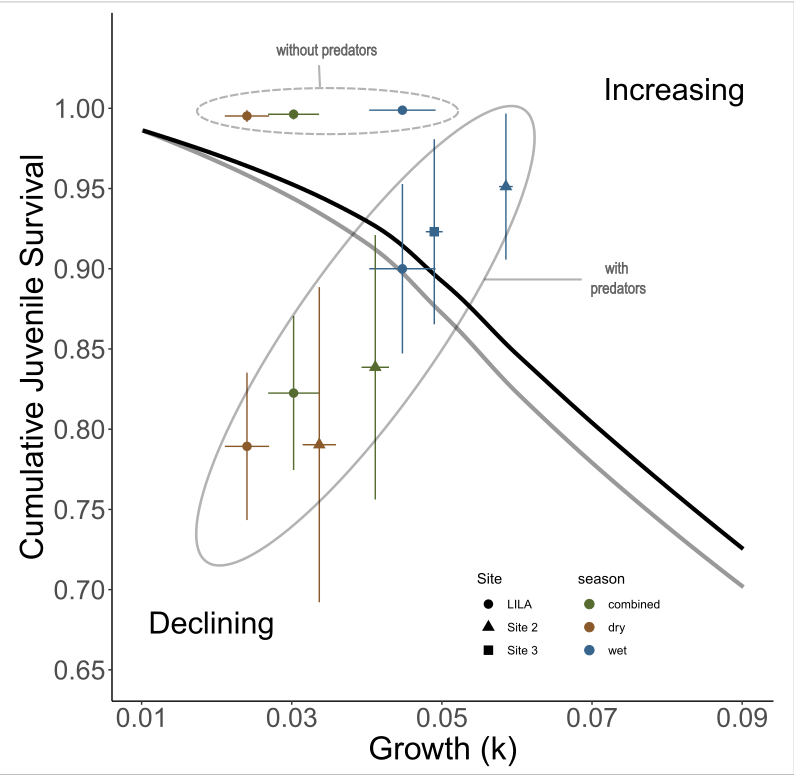 without predators
Increasing
1.00
0.95
0.90
0.85
0.80
0.75
0.70
0.65
Cumulative Juvenile Survival
with
predators
Declining
Site
LILA
Site 2
Site 3
season
combined
dry
wet
0.01
0.03
0.05
0.07
0.09
Growth (k)